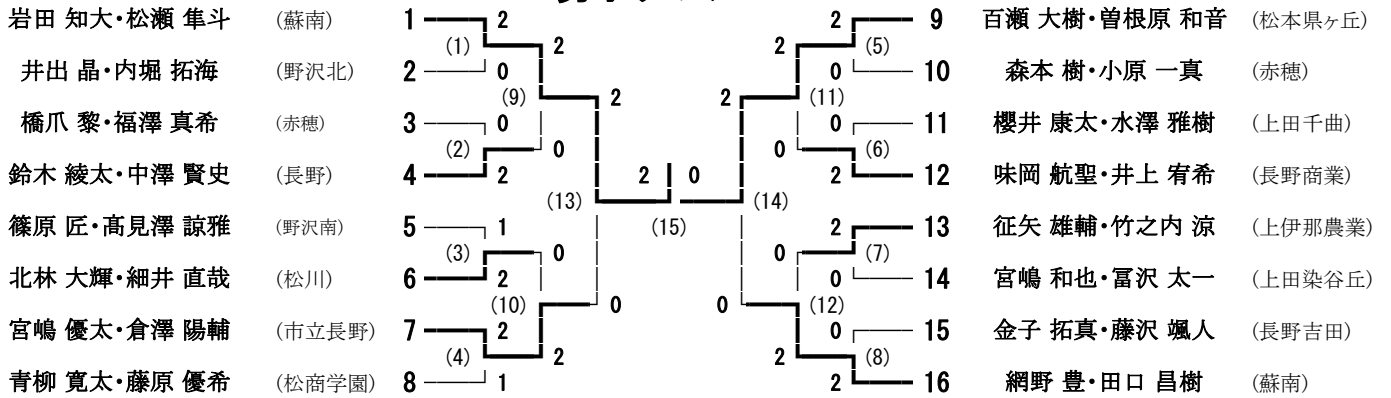 岩田 知大・松瀬 隼斗 (蘇南) 1 2 2 9 百瀬 大樹・曽根原 和音 (松本県ヶ丘)
(1) 2 2 (5)
井出 晶・内堀 拓海 (野沢北) 2 0 0 10 森本 樹・小原 一真 (赤穂)
(9) 2 2 (11)
橋爪 黎・福澤 真希 (赤穂) 3 0 0 11 櫻井 康太・水澤 雅樹 (上田千曲)
(2) 0 0 (6)
鈴木 綾太・中澤 賢史 (長野) 4 2 2 0 2 12 味岡 航聖・井上 宥希 (長野商業)
(13) (14)
篠原 匠・髙見澤 諒雅 (野沢南) 5 1 (15) 2 13 征矢 雄輔・竹之内 涼 (上伊那農業)
(3) 0 0 (7)
北林 大輝・細井 直哉 (松川) 6 2 0 14 宮嶋 和也・冨沢 太一 (上田染谷丘)
(10) 0 0 (12)
宮嶋 優太・倉澤 陽輔 (市立長野) 7 2 0 15 金子 拓真・藤沢 颯人 (長野吉田)
(4) 2 2 (8)
青柳 寛太・藤原 優希 (松商学園) 8 1 2 16 網野 豊・田口 昌樹 (蘇南)